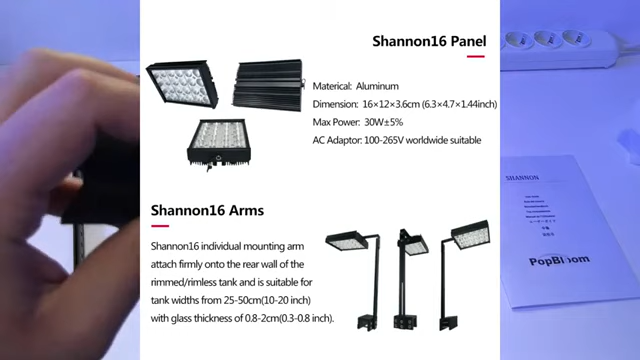 Shannon16 Panel
Materical: Aluminum
Dimension: 16×12×3.6cm (6.3×4.7×1.44inch)
Max Power: 30W±5%
AC Adaptor: 100-265V worldwide suitable
Shannon16 Arms
Shannon16 individual mounting arm
attach firmly onto the rear wall of the
rimmed/rimless tank and is suitable for
tank widths from 25-50cm(10-20 inch)
with glass thickness of 0.8-2cm(0.3-0.8 inch).
SHANNON
PopBloom